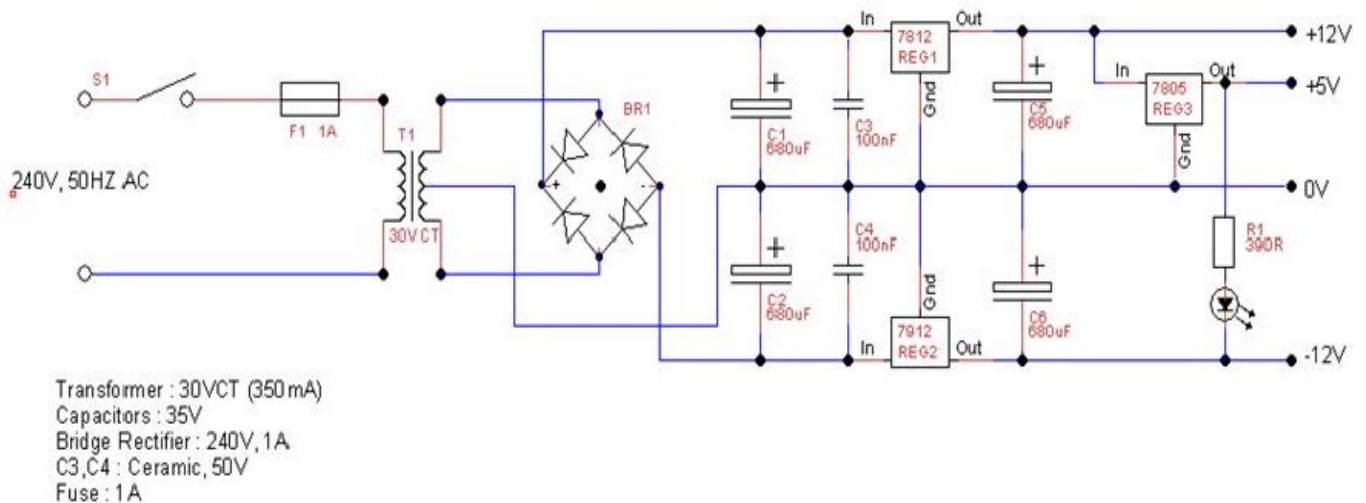 S1
F1 1A
T1
240V, 50HZ AC
30V CT
BR1
+
-
C1
680uF
+
C2
680uF
+
C3
100nF
C4
100nF
In
7812
REG1
Out
Gnd
Gnd
In
7912
REG2
Out
+
C5
680uF
+
C6
680uF
In
7805
REG3
Out
Gnd
R1
390R
+12V
+5V
0V
-12V
Transformer : 30VCT (350mA)
Capacitors : 35V
Bridge Rectifier : 240V, 1A
C3,C4 : Ceramic, 50V
Fuse : 1A